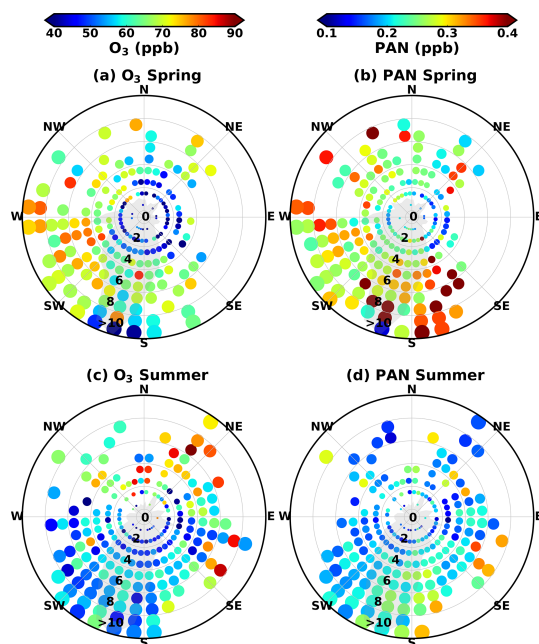 40 50 60 70 80 90
O₃ (ppb)
0.1 0.2 0.3 0.4
PAN (ppb)
(a) O₃ Spring
(b) PAN Spring
N
N
NW
NE
NW
NE
W
0
E
W
0
E
2
2
4
4
6
6
SW
8
SE
SW
8
SE
>10
>10
S
S
(c) O₃ Summer
(d) PAN Summer
N
N
NW
NE
NW
NE
W
0
E
W
0
E
2
2
4
4
6
6
SW
8
SE
SW
8
SE
>10
>10
S
S